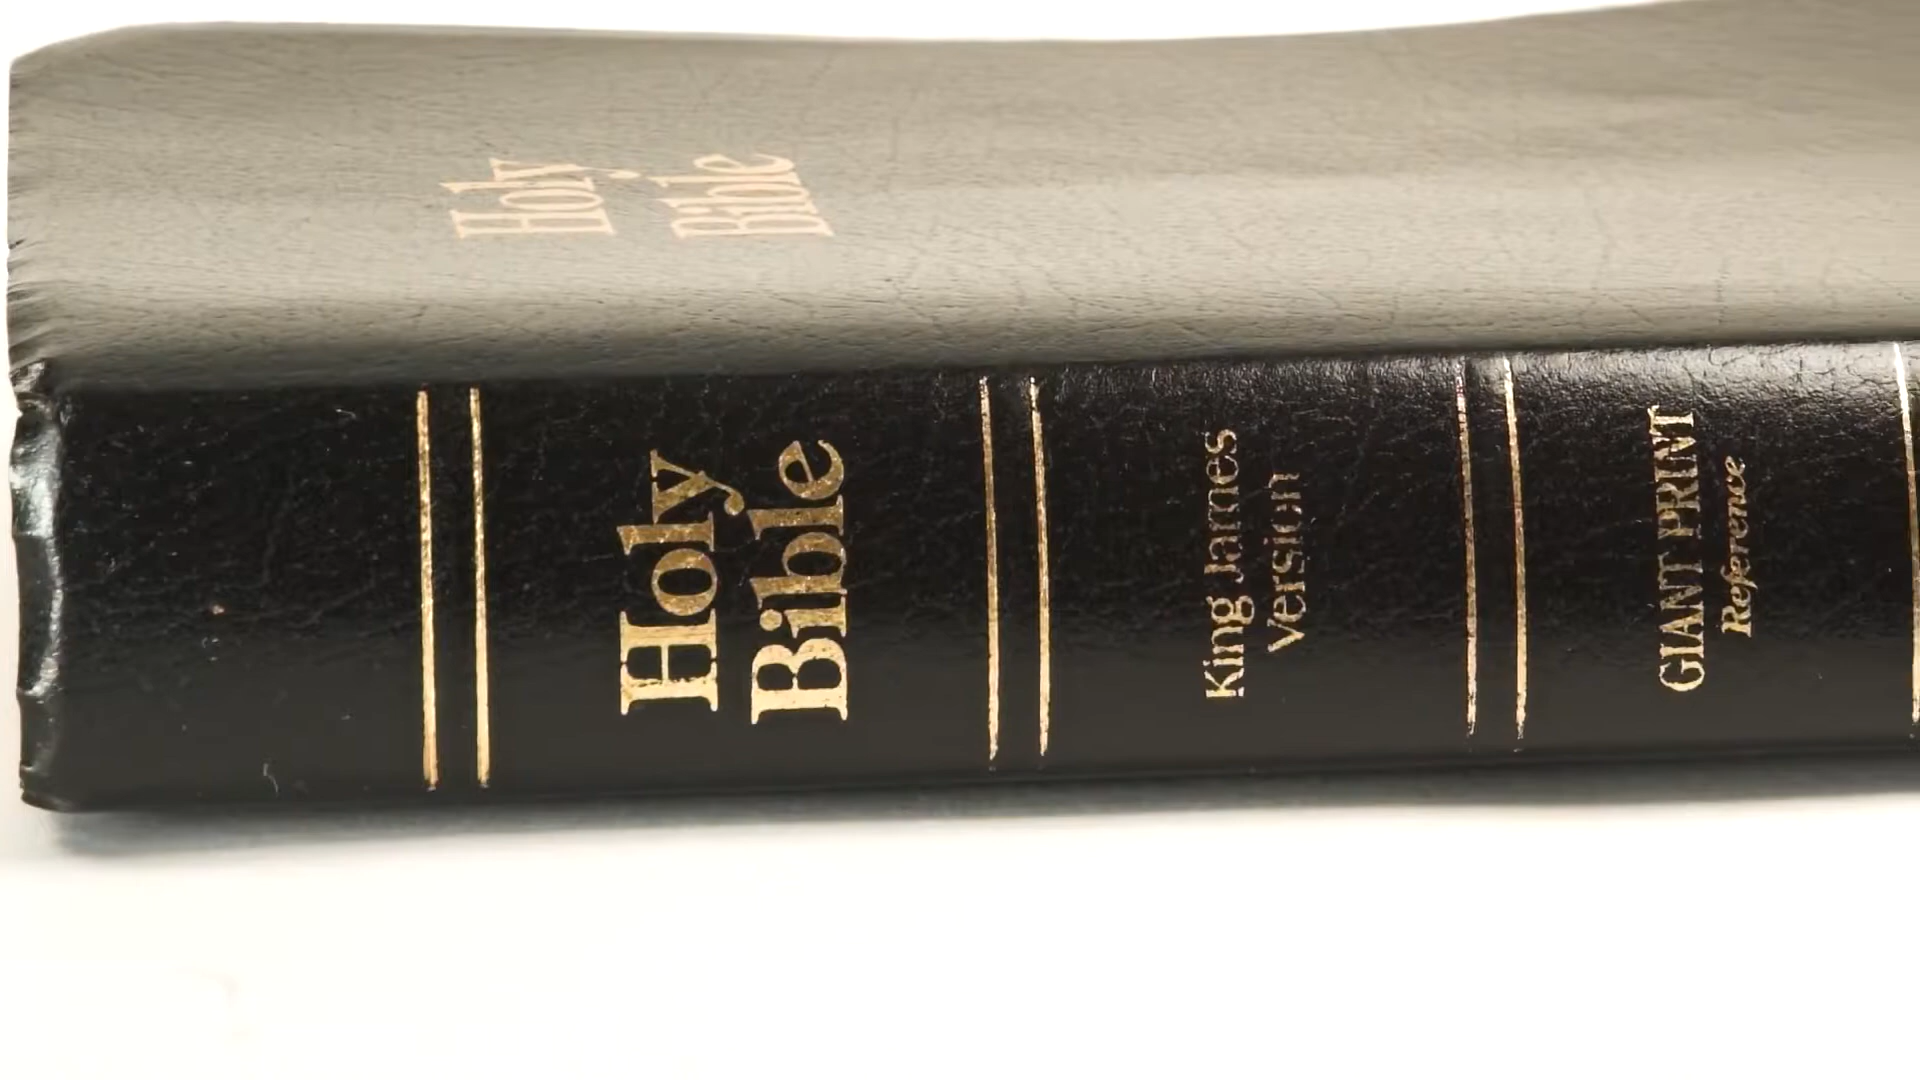 Holy
Bible
Holy
Bible
King James
Version
GIANT PRINT
Reference